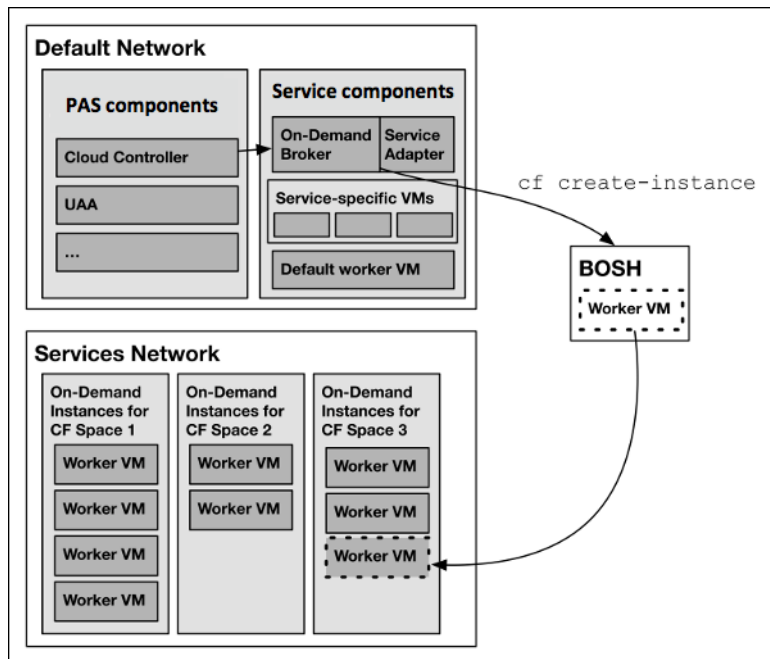 Default Network
PAS components
Cloud Controller
UAA
...
Service components
On-Demand
Broker
Service
Adapter
Service-specific VMs
Default worker VM
cf create-instance
BOSH
Worker VM
Services Network
On-Demand
Instances for
CF Space 1
Worker VM
Worker VM
Worker VM
Worker VM
On-Demand
Instances for
CF Space 2
Worker VM
Worker VM
On-Demand
Instances for
CF Space 3
Worker VM
Worker VM
Worker VM